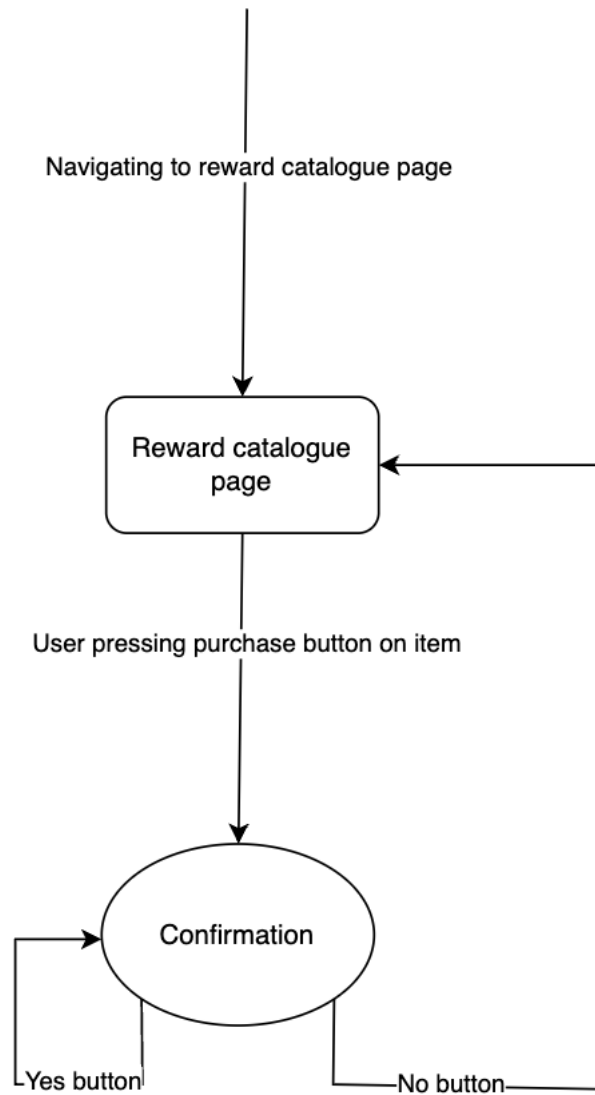 Navigating to reward catalogue page
Reward catalogue
page
User pressing purchase button on item
Confirmation
Yes button
No button